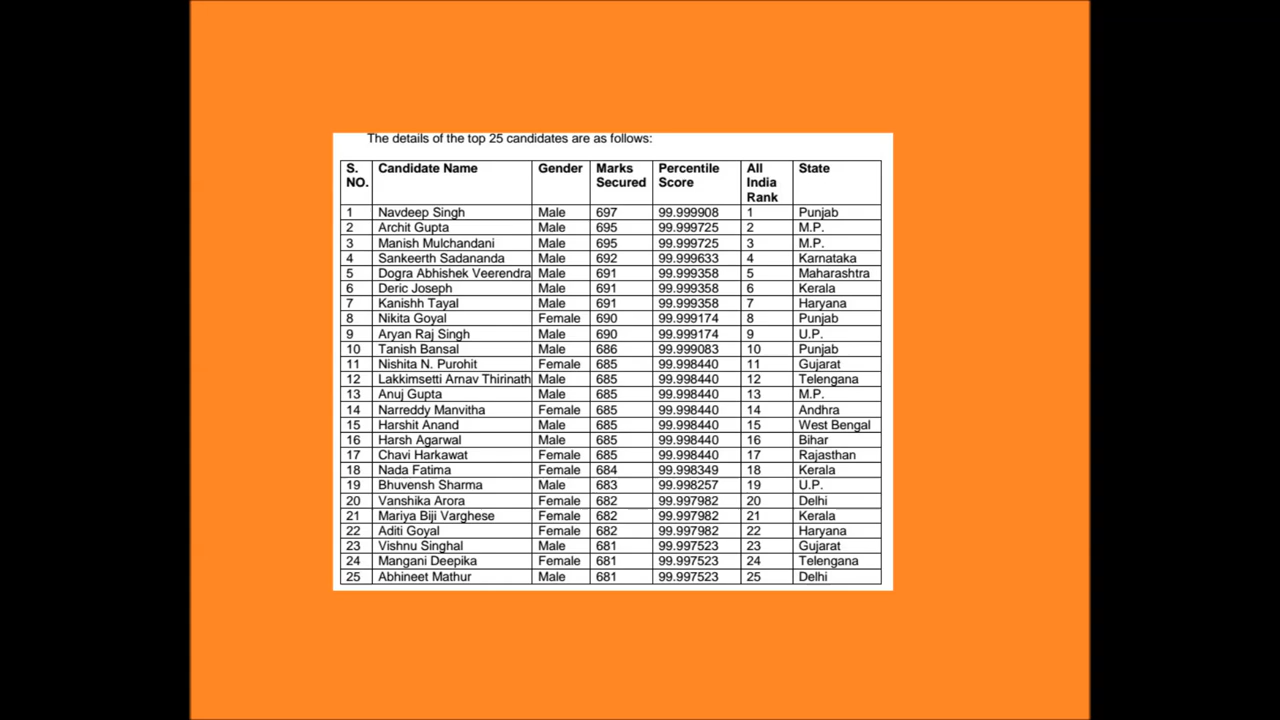 The details of the top 25 candidates are as follows:
S. NO. Candidate Name Gender Marks Secured Percentile Score All India Rank State
1 Navdeep Singh Male 697 99.999908 1 Punjab
2 Archit Gupta Male 695 99.999725 2 M.P.
3 Manish Mulchandani Male 695 99.999725 3 M.P.
4 Sankeerth Sadananda Male 692 99.999633 4 Karnataka
5 Dogra Abhishek Veerendra Male 691 99.999358 5 Maharashtra
6 Deric Joseph Male 691 99.999358 6 Kerala
7 Kanishh Tayal Male 691 99.999358 7 Haryana
8 Nikita Goyal Female 690 99.999174 8 Punjab
9 Aryan Raj Singh Male 690 99.999174 9 U.P.
10 Tanish Bansal Male 686 99.999083 10 Punjab
11 Nishita N. Purohit Female 685 99.998440 11 Gujarat
12 Lakkimsetti Arnav Thirinath Male 685 99.998440 12 Telengana
13 Anuj Gupta Male 685 99.998440 13 M.P.
14 Narreddy Manvitha Female 685 99.998440 14 Andhra
15 Harshit Anand Male 685 99.998440 15 West Bengal
16 Harsh Agarwal Male 685 99.998440 16 Bihar
17 Chavi Harkawat Female 685 99.998440 17 Rajasthan
18 Nada Fatima Female 684 99.998349 18 Kerala
19 Bhuvensh Sharma Male 683 99.998257 19 U.P.
20 Vanshika Arora Female 682 99.997982 20 Delhi
21 Mariya Biji Varghese Female 682 99.997982 21 Kerala
22 Aditi Goyal Female 682 99.997982 22 Haryana
23 Vishnu Singhal Male 681 99.997523 23 Gujarat
24 Mangani Deepika Female 681 99.997523 24 Telengana
25 Abhineet Mathur Male 681 99.997523 25 Delhi